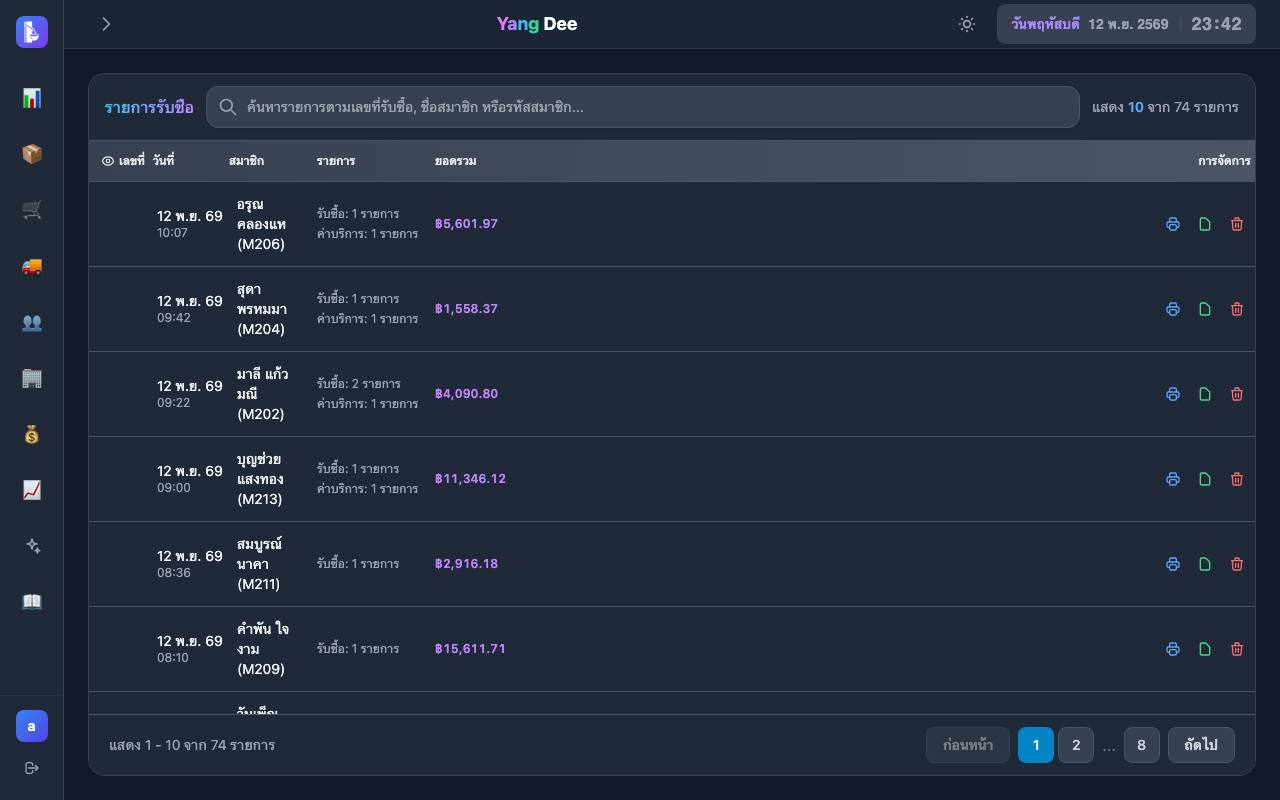 Yang Dee
วันพฤหัสบดี 12 พ.ย. 2569 23:42
รายการรับซื้อ
ค้นหารายการตามเลขที่รับซื้อ, ชื่อสมาชิก หรือรหัสสมาชิก...
แสดง 10 จาก 74 รายการ
เลขที่ วันที่ สมาชิก รายการ ยอดรวม การจัดการ
12 พ.ย. 69
10:07
อรุณ
คลองแห
(M206)
รับซื้อ: 1 รายการ
ค่าบริการ: 1 รายการ
฿5,601.97
12 พ.ย. 69
09:42
สุดา
พรหมมา
(M204)
รับซื้อ: 1 รายการ
ค่าบริการ: 1 รายการ
฿1,558.37
12 พ.ย. 69
09:22
มาลี แก้ว
มณี
(M202)
รับซื้อ: 2 รายการ
ค่าบริการ: 1 รายการ
฿4,090.80
12 พ.ย. 69
09:00
บุญช่วย
แสงทอง
(M213)
รับซื้อ: 1 รายการ
ค่าบริการ: 1 รายการ
฿11,346.12
12 พ.ย. 69
08:36
สมบูรณ์
นาคา
(M211)
รับซื้อ: 1 รายการ
฿2,916.18
12 พ.ย. 69
08:10
คำพัน ใจ
งาม
(M209)
รับซื้อ: 1 รายการ
฿15,611.71
a
แสดง 1 - 10 จาก 74 รายการ
ก่อนหน้า 1 2 ... 8 ถัดไป